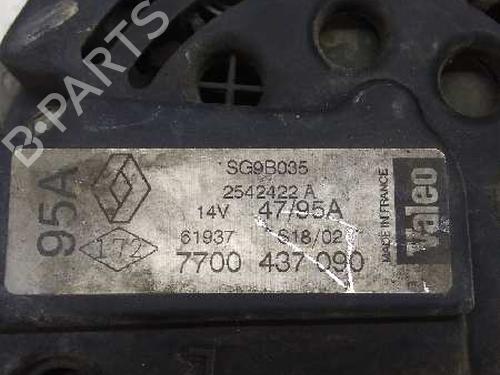 B-PARTS
95A
172
SG9B035
2542422 A
14V 47/95A
61937 S18/02
7700 437 090
Valeo
MADE IN FRANCE